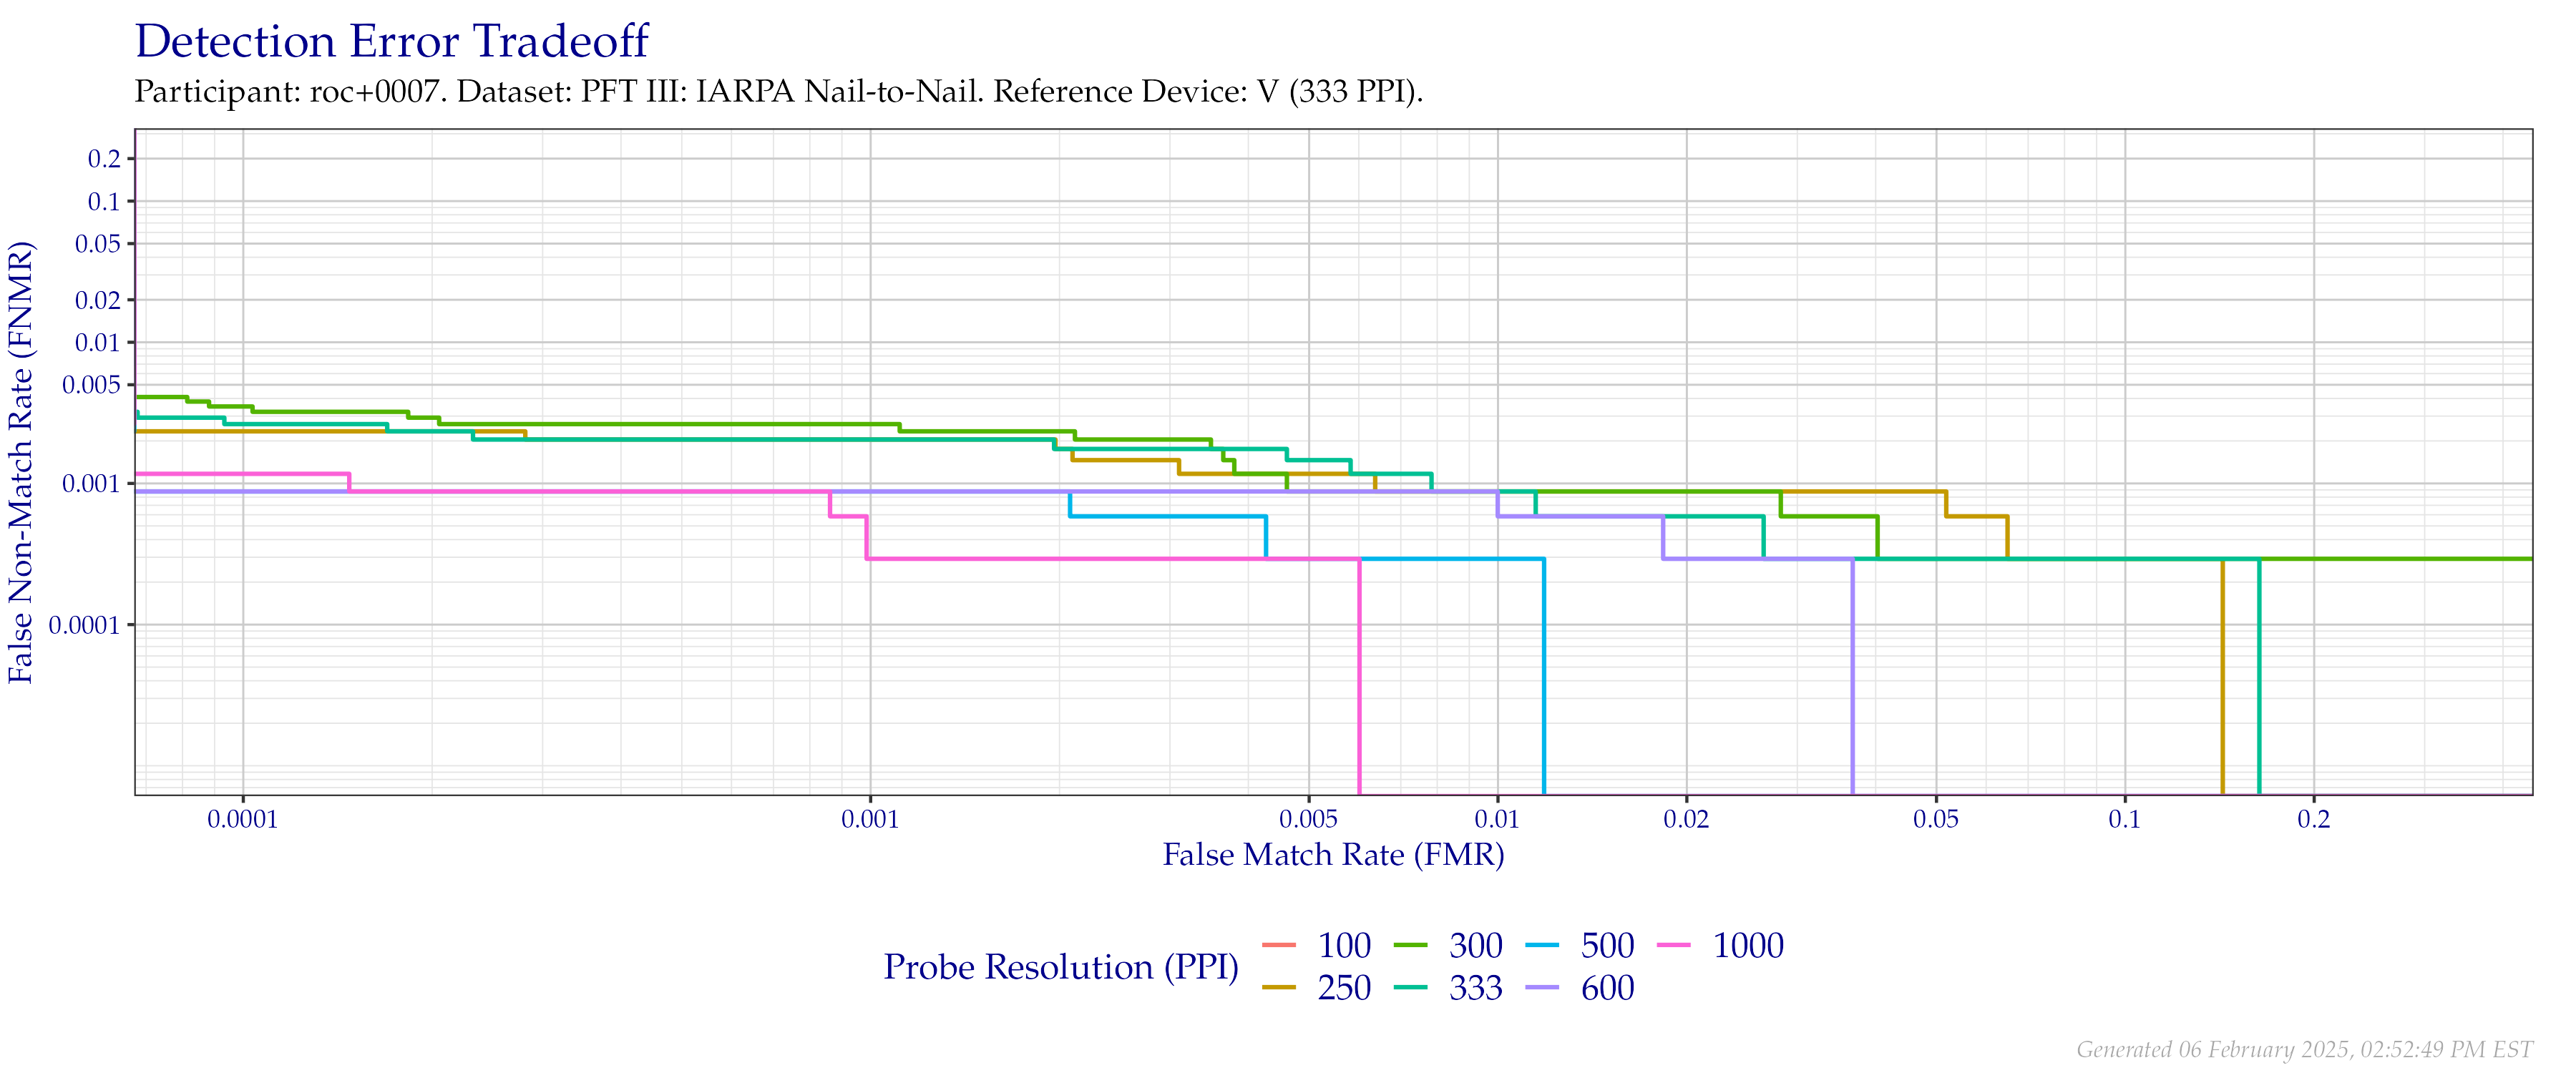 Detection Error Tradeoff
Participant: roc+0007. Dataset: PFT III: IARPA Nail-to-Nail. Reference Device: V (333 PPI).
False Non-Match Rate (FNMR)
0.2
0.1
0.05
0.02
0.01
0.005
0.001
0.0001
0.0001 0.001 0.005 0.01 0.02 0.05 0.1 0.2
False Match Rate (FMR)
Probe Resolution (PPI)
100 300 500 1000
250 333 600
Generated 06 February 2025, 02:52:49 PM EST